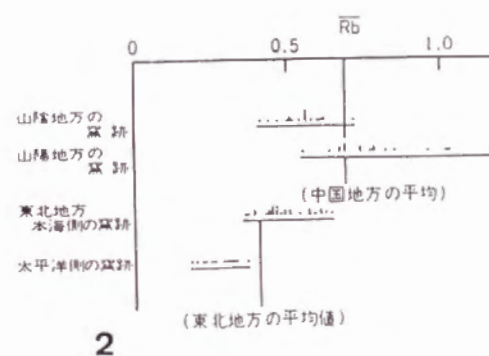 Rb
0
0.5
1.0
山陰地方の
窯跡
山陽地方の
窯跡
(中国地方の平均)
東北地方
本海側の窯跡
太平洋側の窯跡
(東北地方の平均値)
2